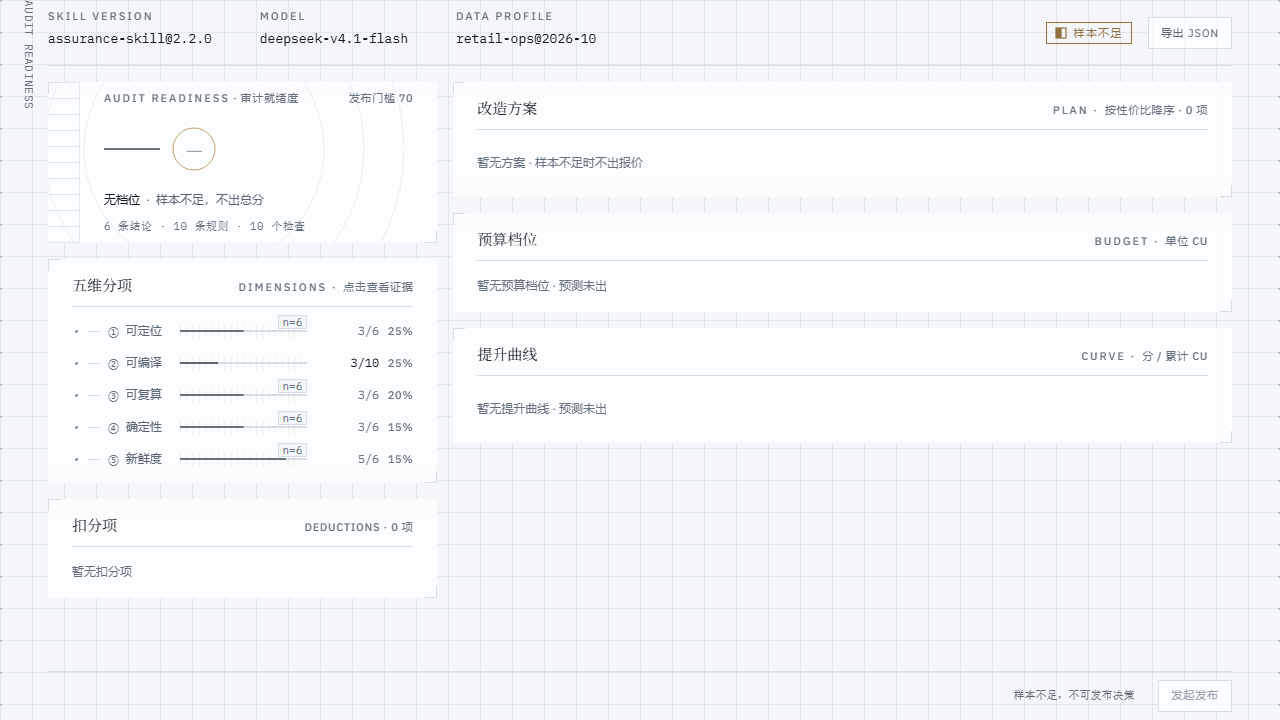 AUDIT READINESS
SKILL VERSION
assurance-skill@2.2.0
MODEL
deepseek-v4.1-flash
DATA PROFILE
retail-ops@2026-10
样本不足
导出 JSON
AUDIT READINESS · 审计就绪度
发布门槛 70
—
无档位 · 样本不足，不出总分
6 条结论 · 10 条规则 · 10 个检查
五维分项
DIMENSIONS · 点击查看证据
① 可定位 n=6 3/6 25%
② 可编译 3/10 25%
③ 可复算 n=6 3/6 20%
④ 确定性 n=6 3/6 15%
⑤ 新鲜度 n=6 5/6 15%
扣分项
DEDUCTIONS · 0 项
暂无扣分项
改造方案
PLAN · 按性价比降序 · 0 项
暂无方案 · 样本不足时不出报价
预算档位
BUDGET · 单位 CU
暂无预算档位 · 预测未出
提升曲线
CURVE · 分 / 累计 CU
暂无提升曲线 · 预测未出
样本不足，不可发布决策
发起发布